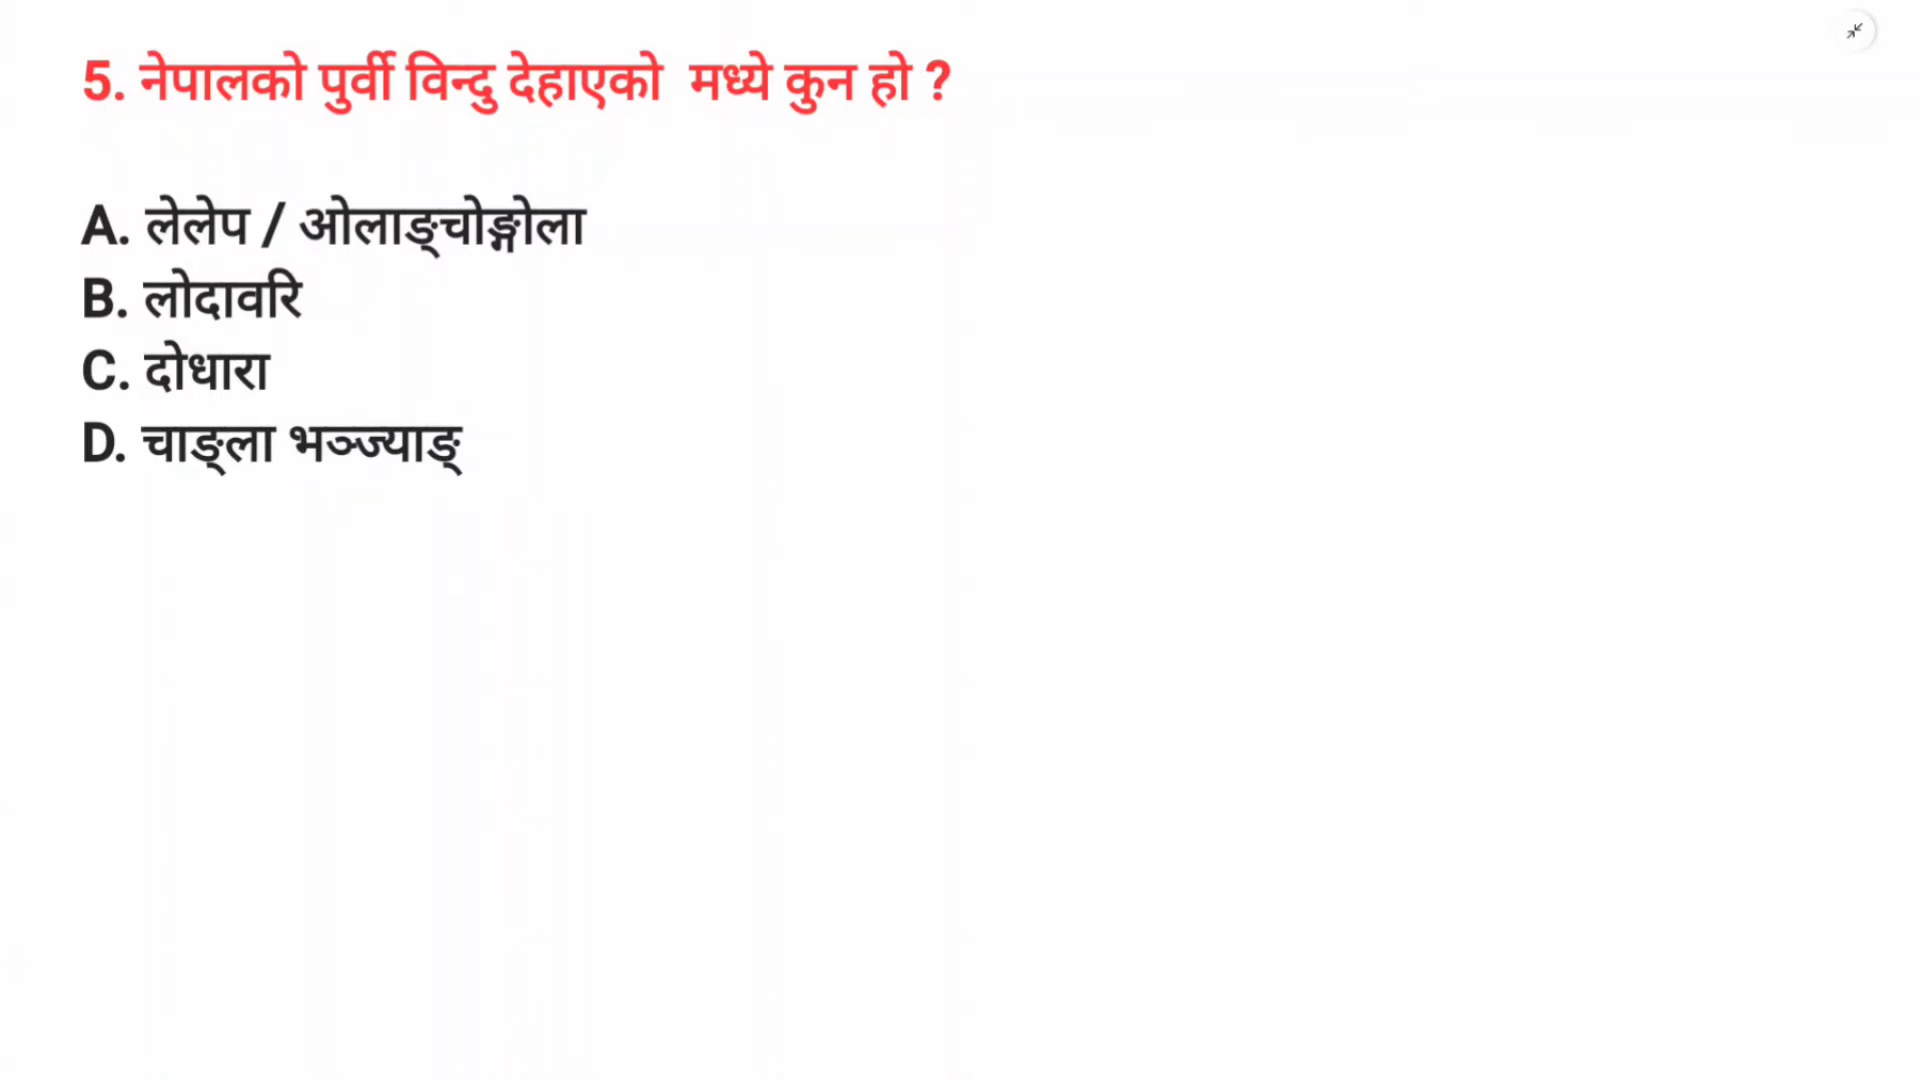 5. नेपालको पुर्वी विन्दु देहाएको मध्ये कुन हो ?
A. लेलेप / ओलाङ्चोङ्गोला
B. लोदावरि
C. दोधारा
D. चाङ्ला भञ्ज्याङ्